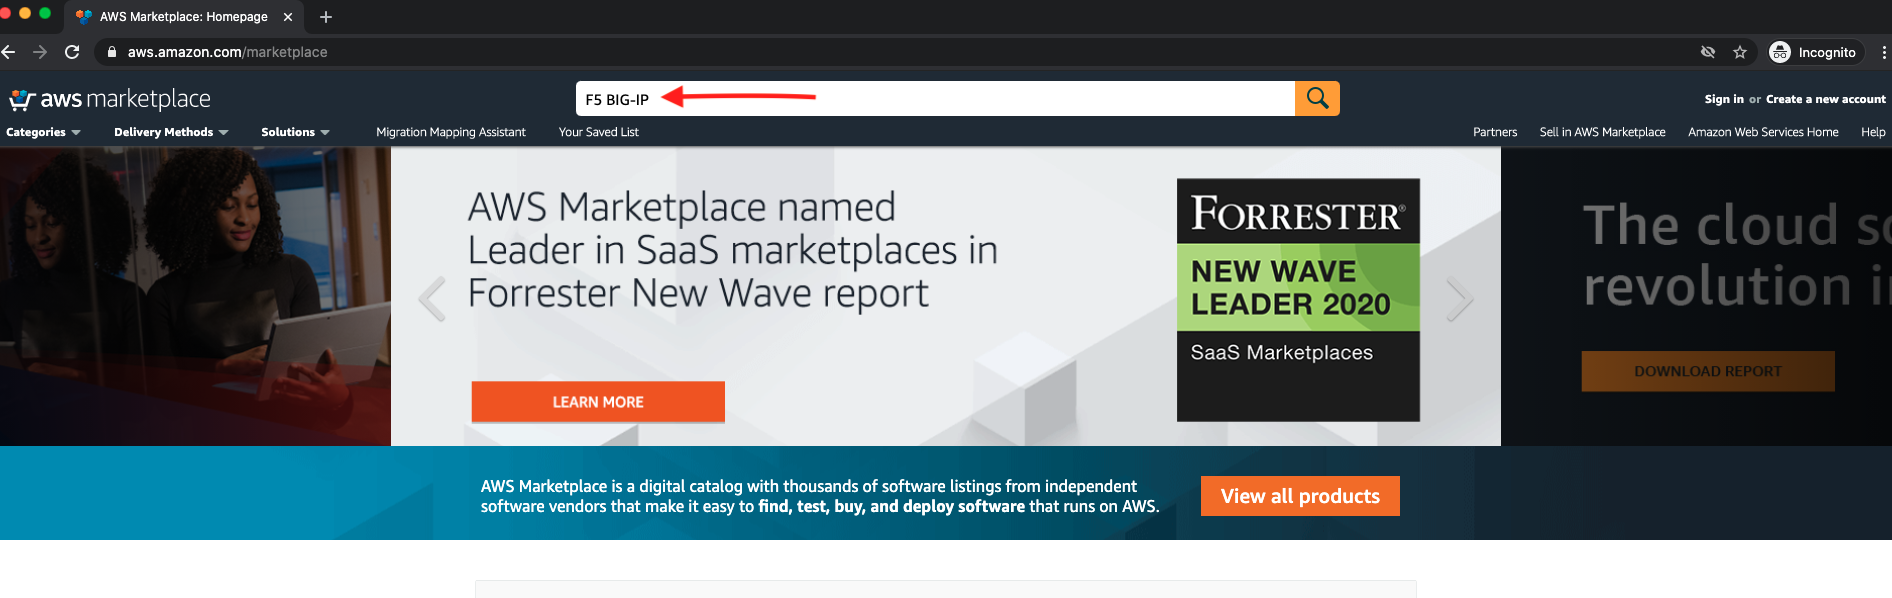 AWS Marketplace: Homepage
aws.amazon.com/marketplace
Incognito
aws marketplace
F5 BIG-IP
Sign in or Create a new account
Categories Delivery Methods Solutions Migration Mapping Assistant Your Saved List Partners Sell in AWS Marketplace Amazon Web Services Home Help
AWS Marketplace named
Leader in SaaS marketplaces in
Forrester New Wave report
LEARN MORE
FORRESTER®
NEW WAVE
LEADER 2020
SaaS Marketplaces
The cloud
revolution
DOWNLOAD REPORT
AWS Marketplace is a digital catalog with thousands of software listings from independent
software vendors that make it easy to find, test, buy, and deploy software that runs on AWS.
View all products